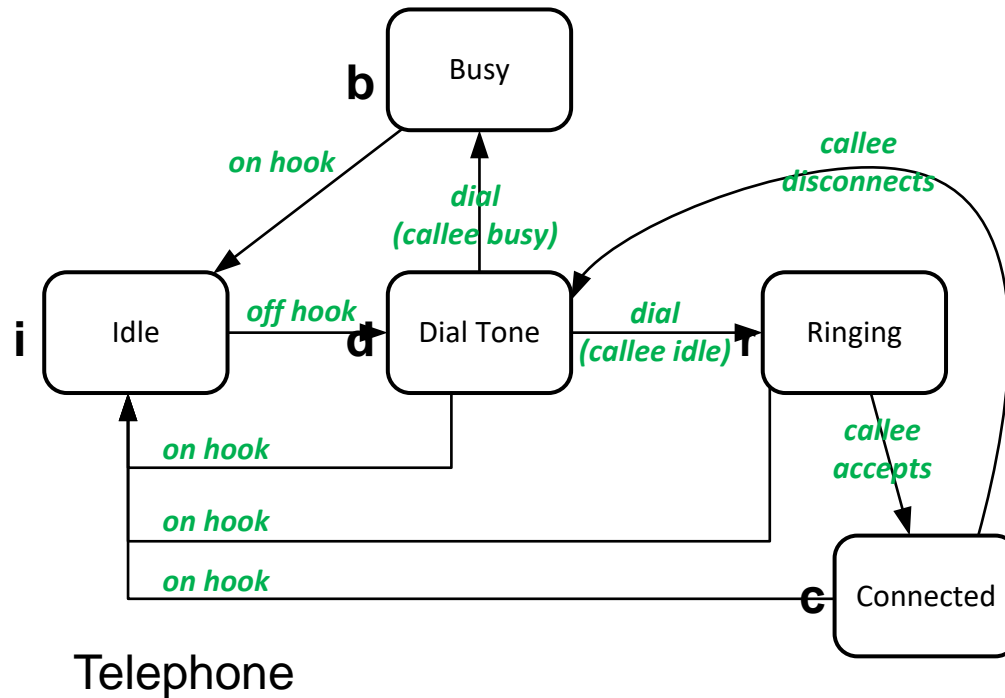 Busy
b
callee
disconnects
on hook
dial
(callee busy)
i
Idle
off hook
d
Dial Tone
dial
(callee idle)
r
Ringing
on hook
callee
accepts
on hook
on hook
c
Connected
Telephone